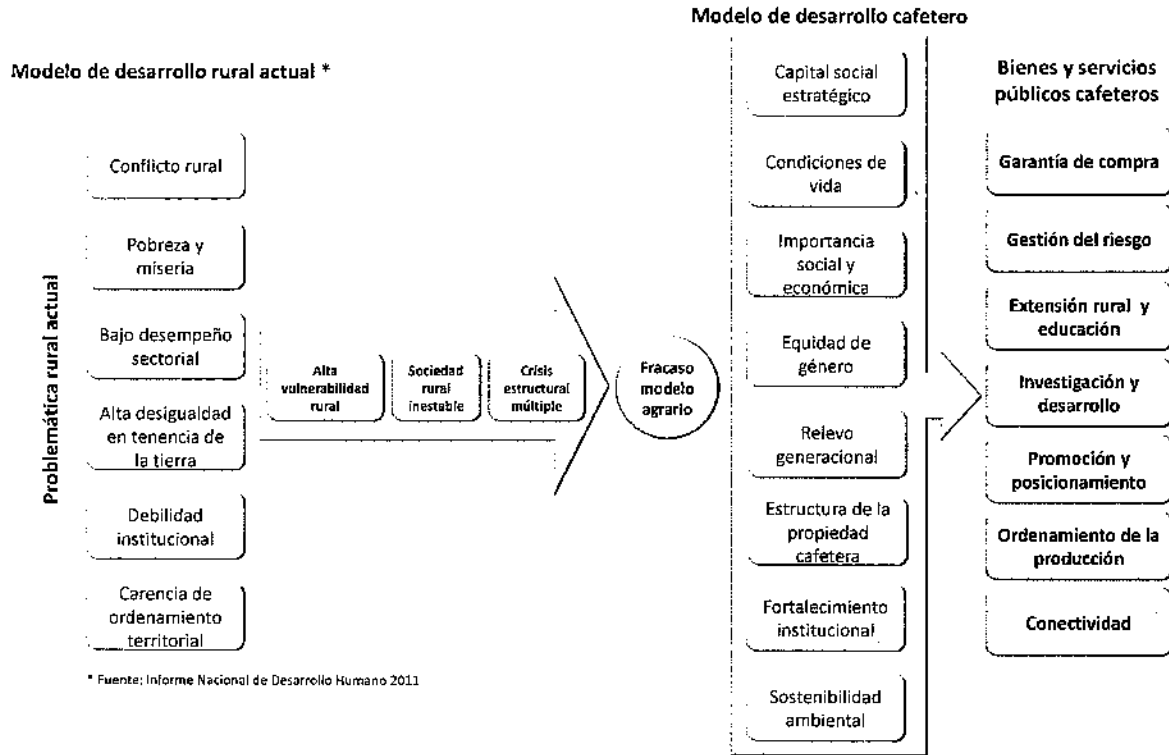 Modelo de desarrollo rural actual *
Problemática rural actual
Conflicto rural
Pobreza y
miseria
Bajo desempeño
sectorial
Alta desigualdad
en tenencia de
la tierra
Debilidad
institucional
Carencia de
ordenamiento
territorial
Alta
vulnerabilidad
rural
Sociedad
rural
inestable
Crisis
estructural
múltiple
Fracaso
modelo
agrario
* Fuente: Informe Nacional de Desarrollo Humano 2011
Modelo de desarrollo cafetero
Capital social
estratégico
Condiciones de
vida
Importancia
social y
económica
Equidad de
género
Relevo
generacional
Estructura de la
propiedad
cafetera
Fortalecimiento
institucional
Sostenibilidad
ambiental
Bienes y servicios
públicos cafeteros
Garantía de compra
Gestión del riesgo
Extensión rural y
educación
Investigación y
desarrollo
Promoción y
posicionamiento
Ordenamiento de la
producción
Conectividad